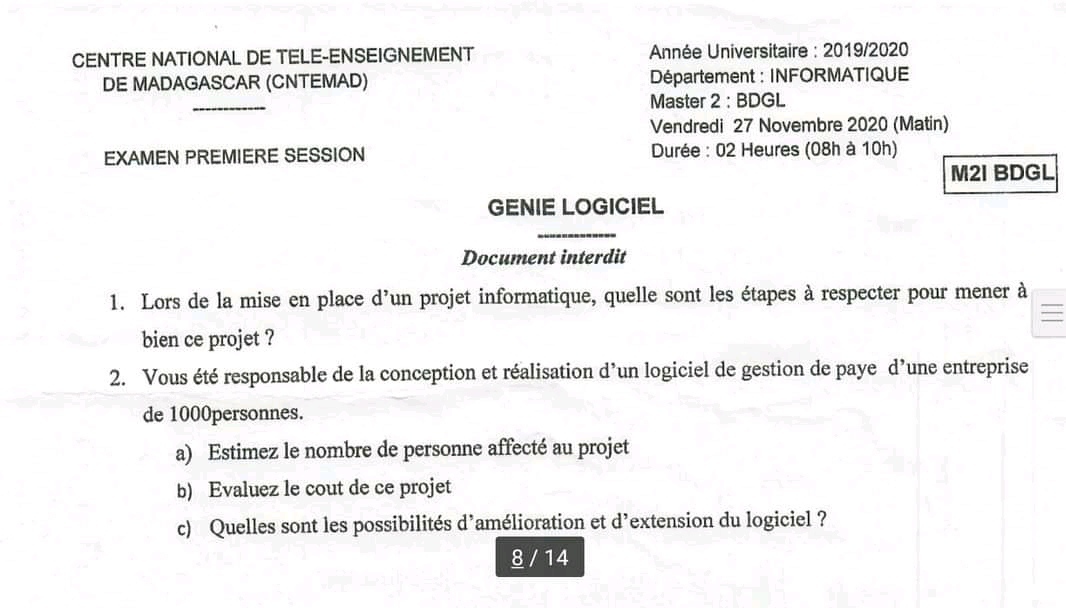 CENTRE NATIONAL DE TELE-ENSEIGNEMENT
DE MADAGASCAR (CNTEMAD)
------------
EXAMEN PREMIERE SESSION
Année Universitaire : 2019/2020
Département : INFORMATIQUE
Master 2 : BDGL
Vendredi 27 Novembre 2020 (Matin)
Durée : 02 Heures (08h à 10h)
M2I BDGL
GENIE LOGICIEL
-------------
Document interdit
1. Lors de la mise en place d’un projet informatique, quelle sont les étapes à respecter pour mener à
bien ce projet ?
2. Vous été responsable de la conception et réalisation d’un logiciel de gestion de paye d’une entreprise
de 1000personnes.
a) Estimez le nombre de personne affecté au projet
b) Evaluez le cout de ce projet
c) Quelles sont les possibilités d’amélioration et d’extension du logiciel ?
8 / 14